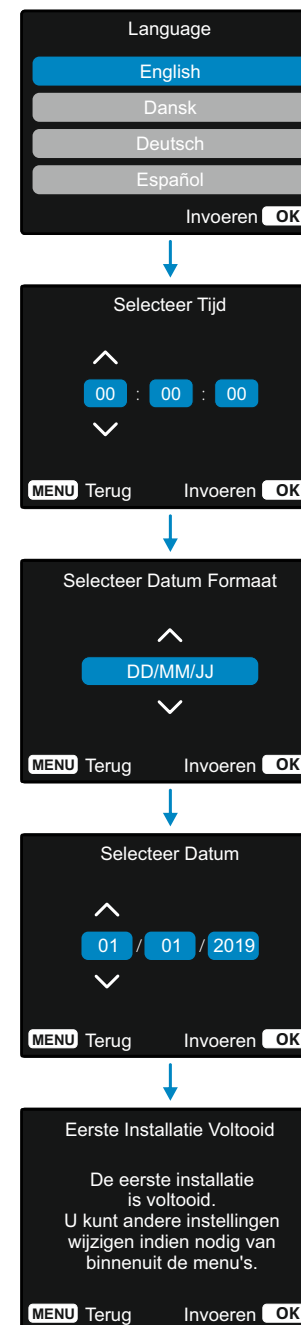 Language
English
Dansk
Deutsch
Español
Invoeren OK
Selecteer Tijd
00 : 00 : 00
MENU Terug Invoeren OK
Selecteer Datum Formaat
DD/MM/JJ
MENU Terug Invoeren OK
Selecteer Datum
01 / 01 / 2019
MENU Terug Invoeren OK
Eerste Installatie Voltooid
De eerste installatie
is voltooid.
U kunt andere instellingen
wijzigen indien nodig van
binnenuit de menu's.
MENU Terug Invoeren OK